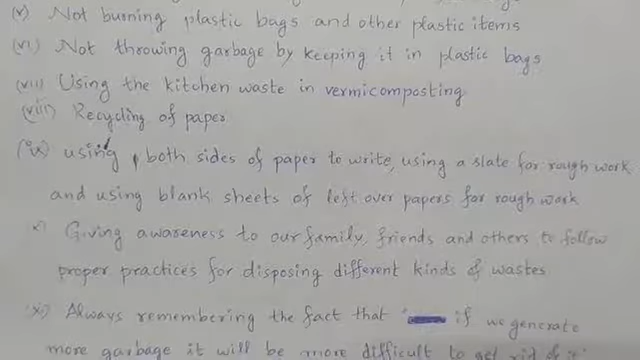 (v) Not burning plastic bags and other plastic items
(vi) Not throwing garbage by keeping it in plastic bags
(vii) Using the kitchen waste in vermicomposting
(viii) Recycling of paper
(ix) using both sides of paper to write, using a slate for rough work
and using blank sheets of left over papers for rough work
x) Giving awareness to our family, friends and others to follow
proper practices for disposing different kinds of wastes
xi) Always remembering the fact that if we generate
more garbage it will be more difficult to get rid of it